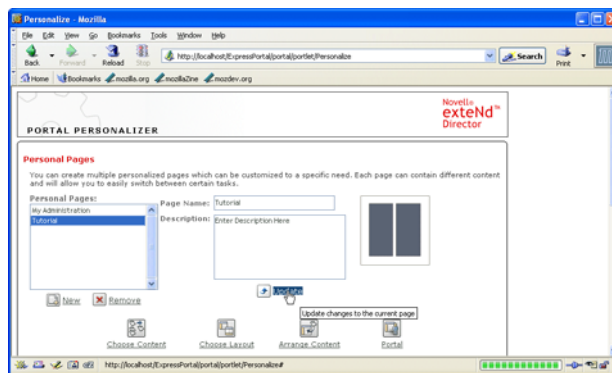 Personalize - Mozilla
File Edit View Go Bookmarks Tools Window Help
Back Forward Reload Stop http://localhost/ExpressPortal/portal/portlet/Personalize Search Print
Home Bookmarks mozilla.org mozillaZine mozdev.org
PORTAL PERSONALIZER
Novell®
exteNd™
Director
Personal Pages
You can create multiple personalized pages which can be customized to a specific need. Each page can contain different content
and will allow you to easily switch between certain tasks.
Personal Pages:
My Administration
Tutorial
Page Name: Tutorial
Description: Enter Description Here
New Remove
Update
Update changes to the current page
Choose Content Choose Layout Arrange Content Portal
http://localhost/ExpressPortal/portal/portlet/Personalize#